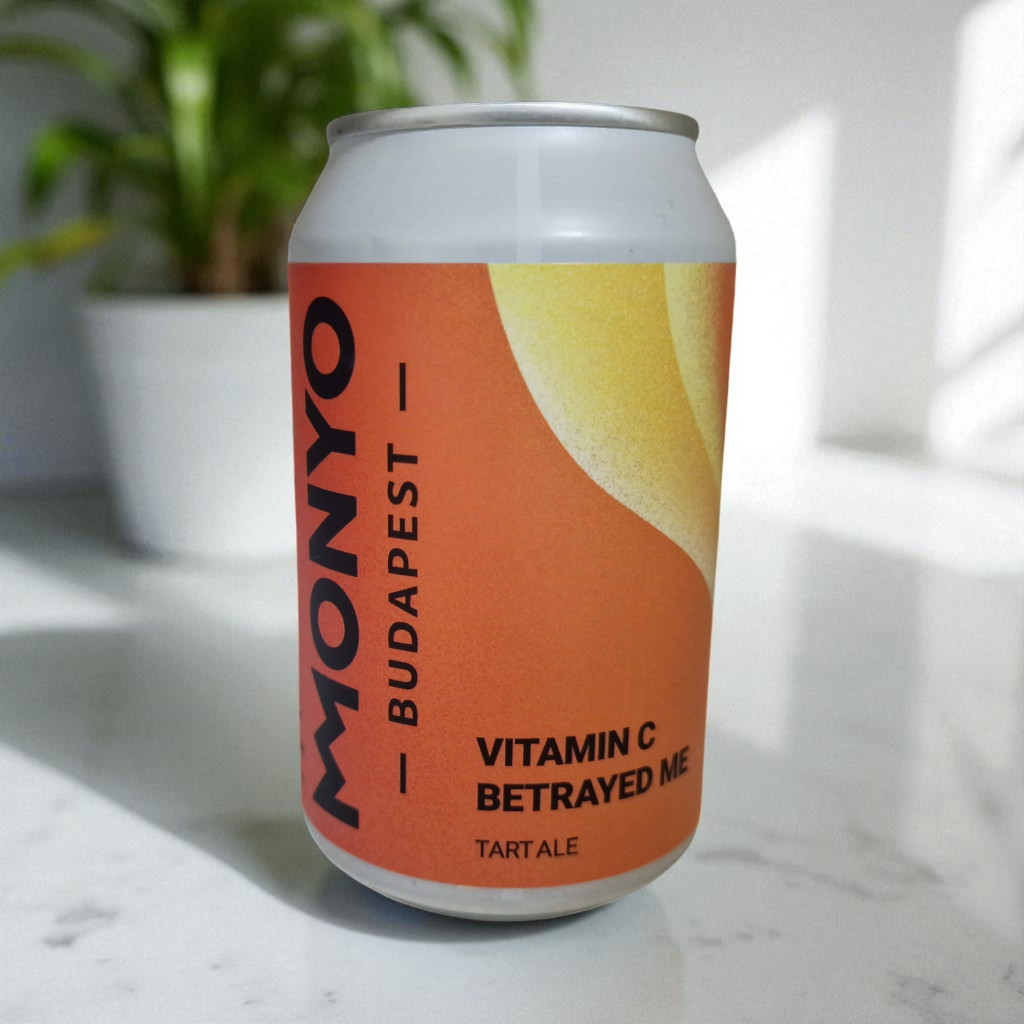 MONYO
— BUDAPEST —
VITAMIN C
BETRAYED ME
TART ALE